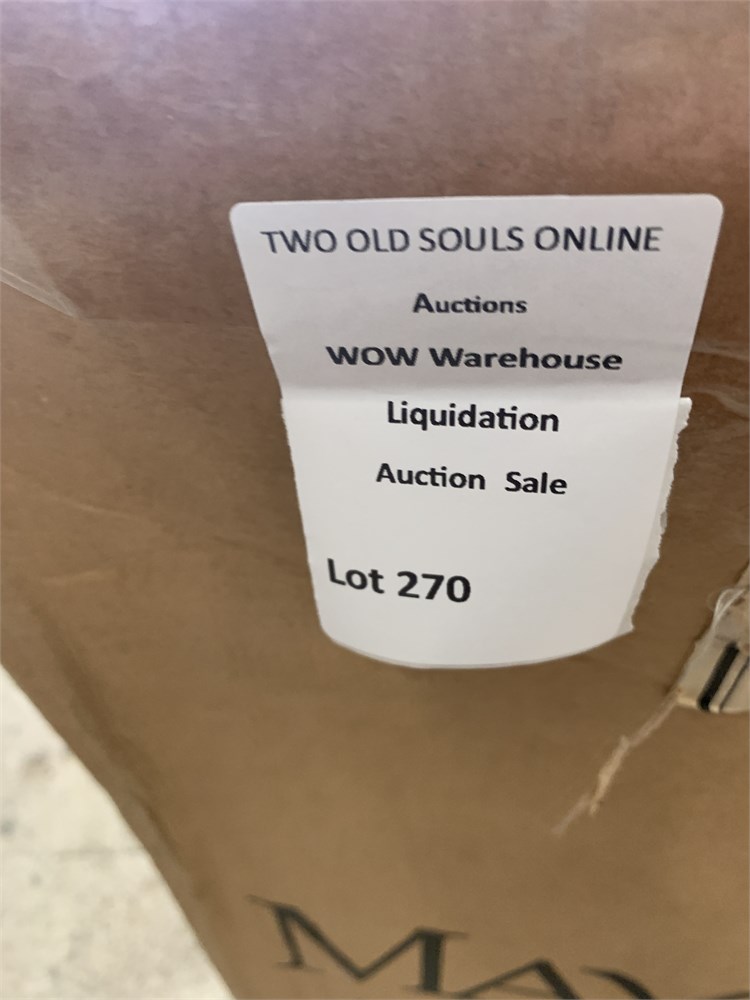 TWO OLD SOULS ONLINE
Auctions
WOW Warehouse
Liquidation
Auction Sale
Lot 270